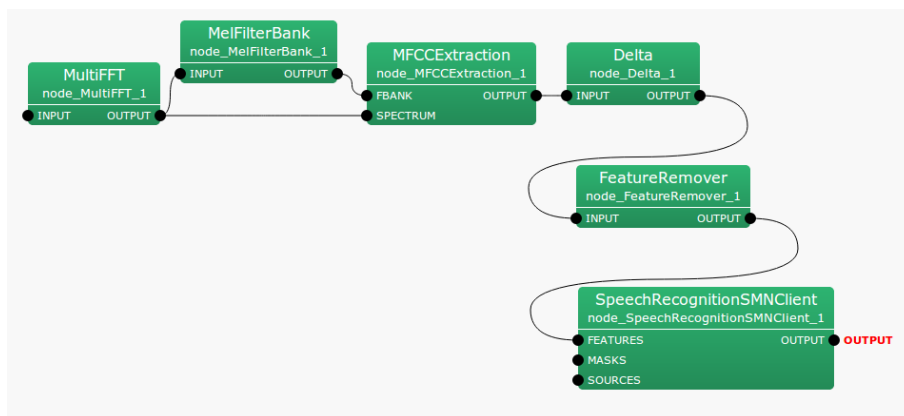 MultiFFT
node_MultiFFT_1
INPUT OUTPUT
MelFilterBank
node_MelFilterBank_1
INPUT OUTPUT
MFCCExtraction
node_MFCCExtraction_1
FBANK OUTPUT
SPECTRUM
Delta
node_Delta_1
INPUT OUTPUT
FeatureRemover
node_FeatureRemover_1
INPUT OUTPUT
SpeechRecognitionSMNClient
node_SpeechRecognitionSMNClient_1
FEATURES OUTPUT OUTPUT
MASKS
SOURCES